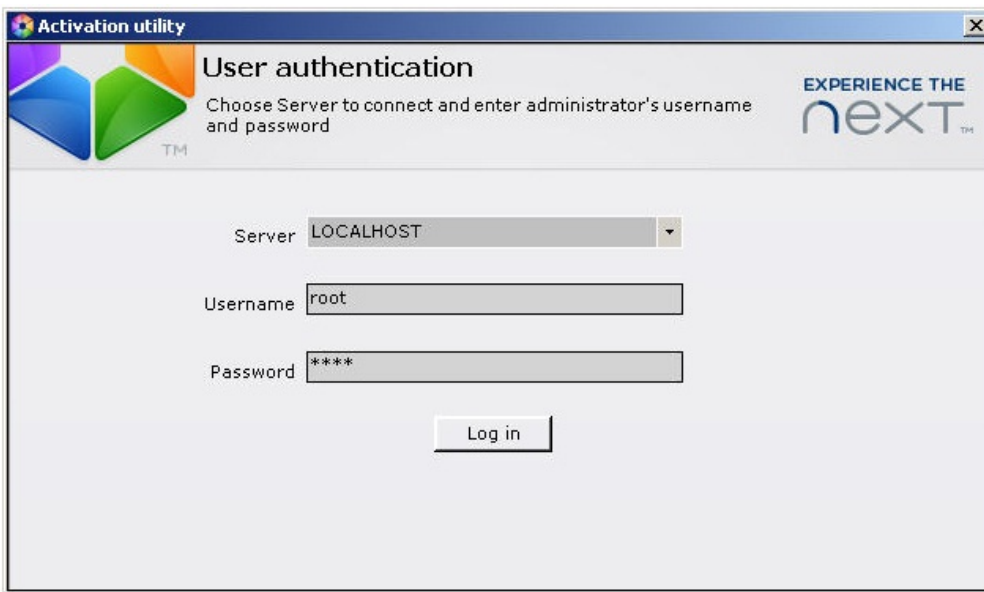 Activation utility
User authentication
Choose Server to connect and enter administrator's username
and password
TM
EXPERIENCE THE
next TM
Server LOCALHOST
Username root
Password ****
Log in